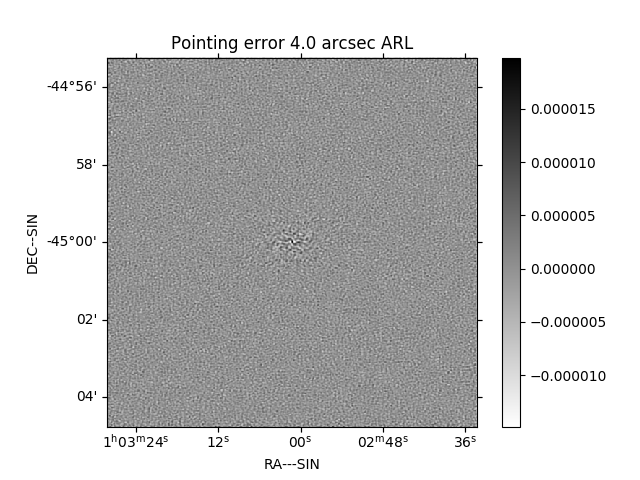 Pointing error 4.0 arcsec ARL
-44°56'
58'
-45°00'
02'
04'
1ʰ03ᵐ24ˢ 12ˢ 00ˢ 02ᵐ48ˢ 36ˢ
RA---SIN
DEC--SIN
0.000015
0.000010
0.000005
0.000000
−0.000005
−0.000010